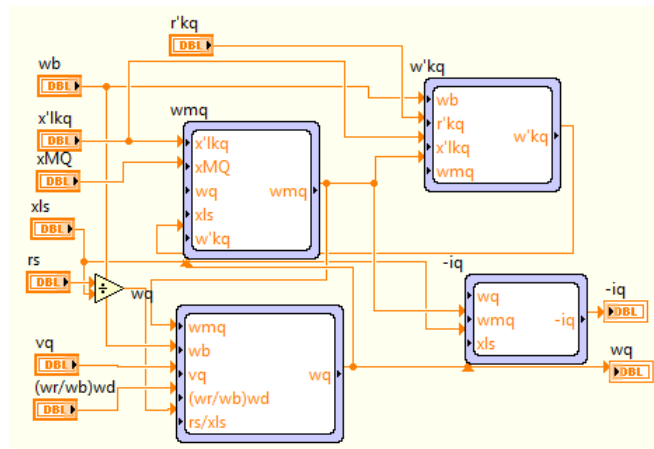 r'kq
DBL
wb
DBL
w'kq
wb
r'kq
x'lkq
wmq
w'kq
x'lkq
DBL
xMQ
DBL
wmq
x'lkq
xMQ
wq
xls
w'kq
wmq
xls
DBL
rs
DBL
÷
wq
-iq
wq
wmq
xls
-iq
-iq
DBL
wmq
wb
vq
(wr/wb)wd
rs/xls
wq
vq
DBL
(wr/wb)wd
DBL
wq
DBL